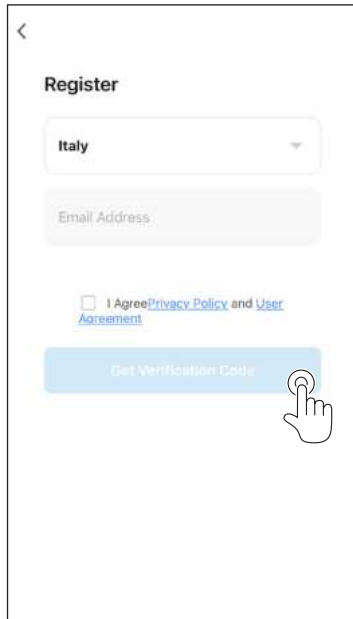 Register
Italy
Email Address
I AgreePrivacy Policy and User
Agreement
Get Verification Code